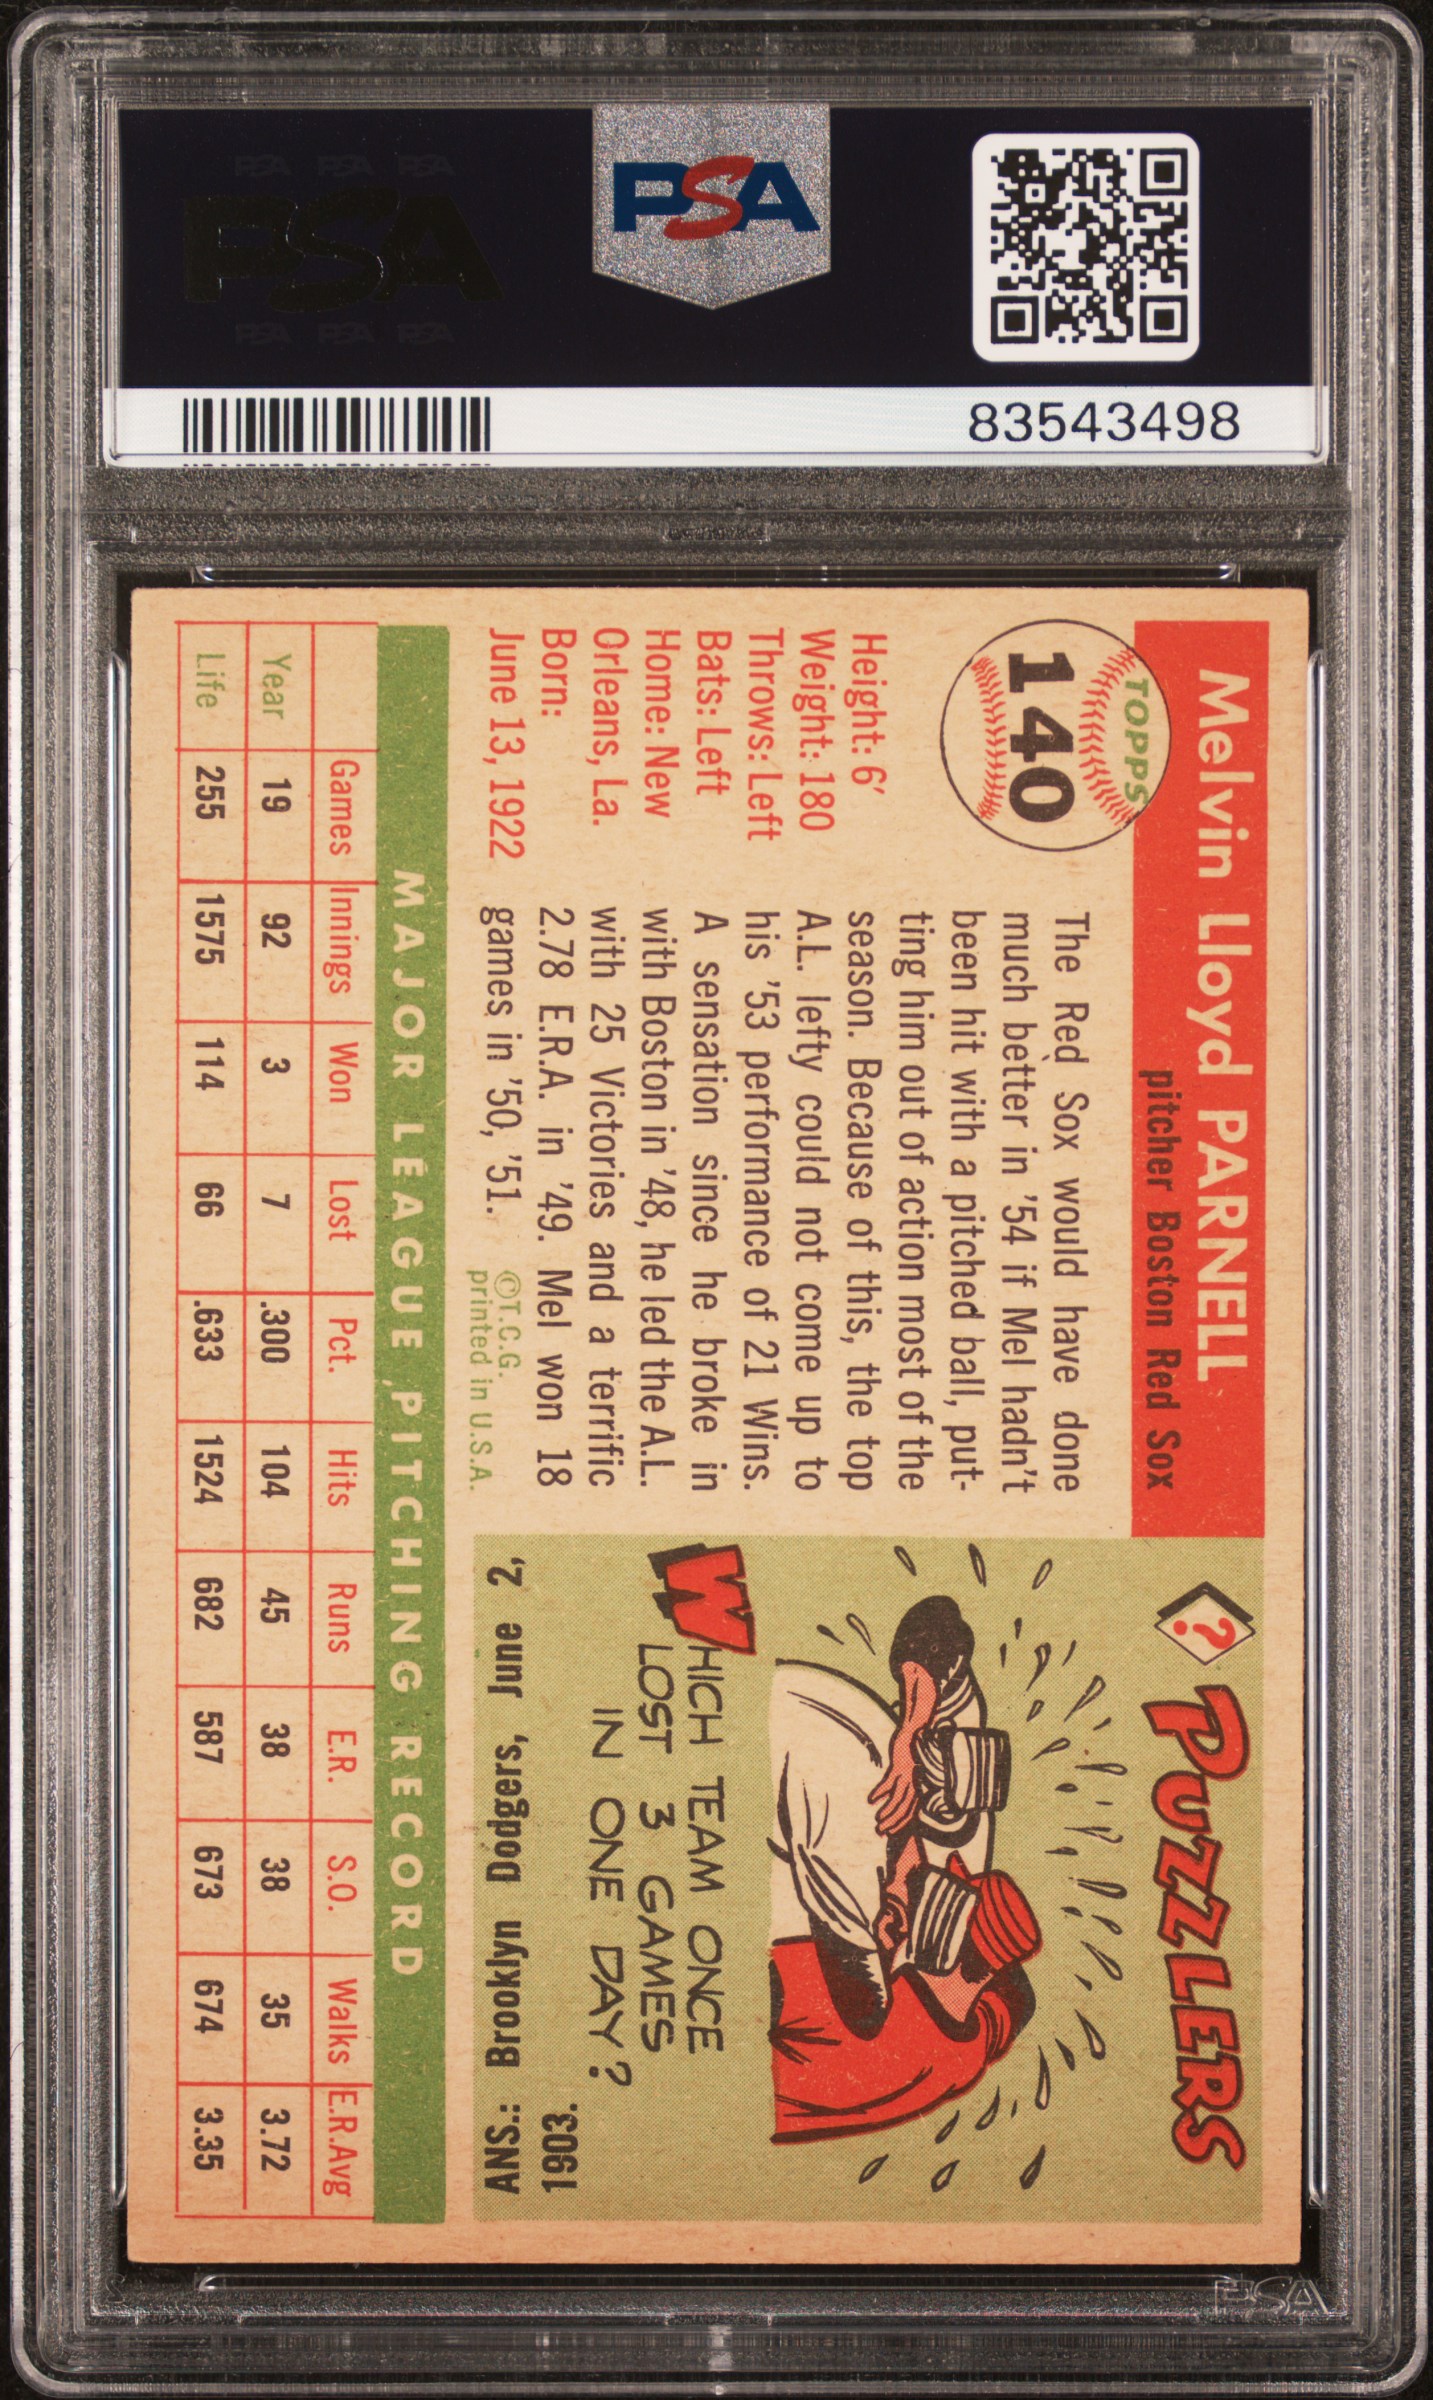 PSA PSA PSA
PSA
PSA PSA PSA
PSA
83543498
Melvin Lloyd PARNELL
pitcher Boston Red Sox
TOPPS
140
Height: 6'
Weight: 180
Throws: Left
Bats: Left
Home: New
Orleans, La.
Born:
June 13, 1922
The Red Sox would have done
much better in '54 if Mel hadn't
been hit with a pitched ball, put-
ting him out of action most of the
season. Because of this, the top
A.L. lefty could not come up to
his '53 performance of 21 Wins.
A sensation since he broke in
with Boston in '48, he led the A.L.
with 25 Victories and a terrific
2.78 E.R.A. in '49. Mel won 18
games in '50, '51.
©T.C.G.
printed in U.S.A.
? PUZZLERS
WHICH TEAM ONCE
LOST 3 GAMES
IN ONE DAY?
ANS.: Brooklyn Dodgers, June 2,
1903.
MAJOR LEAGUE PITCHING RECORD
Games Innings Won Lost Pct. Hits Runs E.R. S.O. Walks E.R.Avg
Year 19 92 3 7 .300 104 45 38 38 35 3.72
Life 255 1575 114 66 .633 1524 682 587 673 674 3.35
PSA